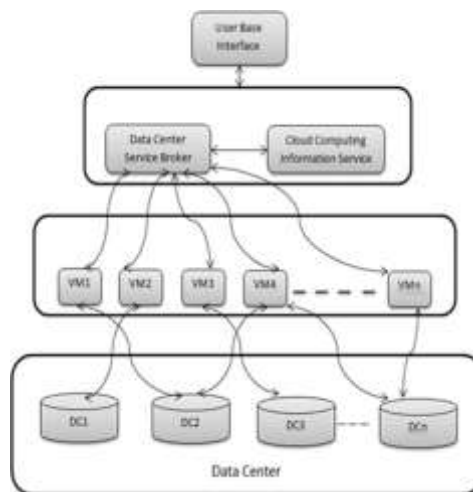 User Base
Interface
Data Center
Service Broker
Cloud Computing
Information Service
VM1
VM2
VM3
VM4
VMn
DC1
DC2
DC3
DCn
Data Center